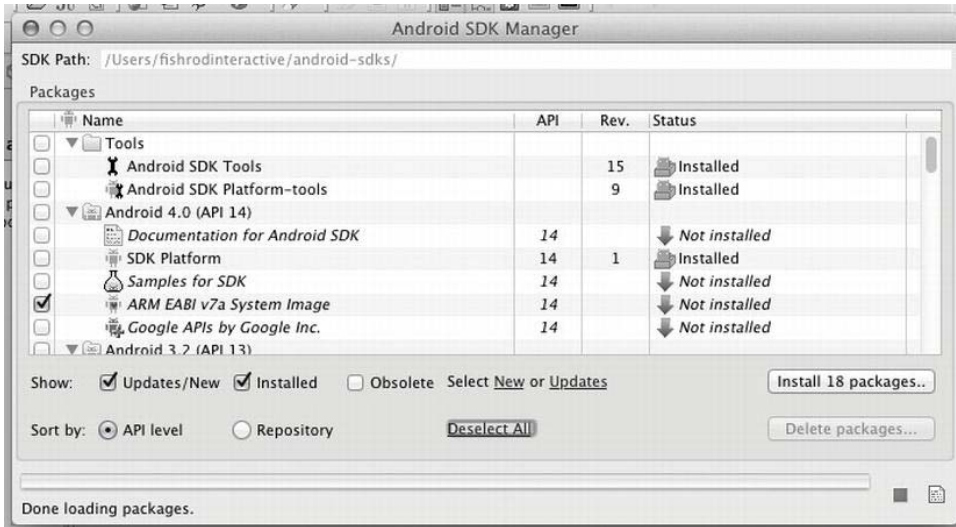 Android SDK Manager
SDK Path: /Users/fishrodinteractive/android-sdks/
Packages
Name API Rev. Status
Tools
Android SDK Tools 15 Installed
Android SDK Platform-tools 9 Installed
Android 4.0 (API 14)
Documentation for Android SDK 14 Not installed
SDK Platform 14 1 Installed
Samples for SDK 14 Not installed
ARM EABI v7a System Image 14 Not installed
Google APIs by Google Inc. 14 Not installed
Android 3.2 (API 13)
Show: Updates/New Installed Obsolete Select New or Updates Install 18 packages..
Sort by: API level Repository Deselect All Delete packages...
Done loading packages.